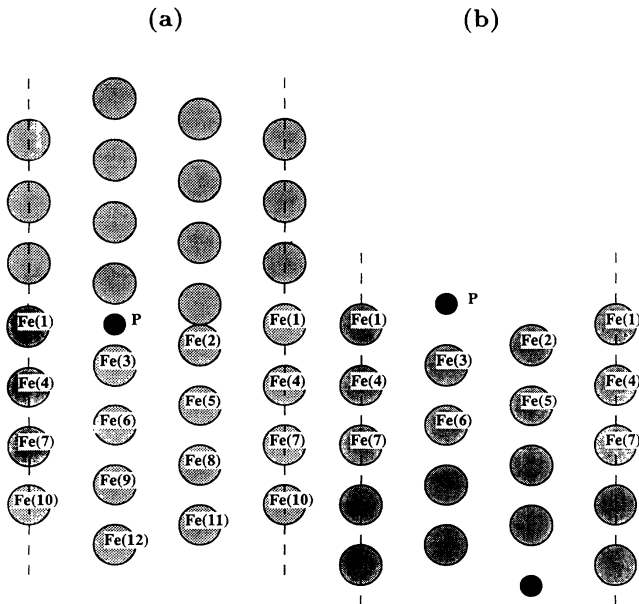 (a) (b)
P
P
Fe(1) Fe(1) Fe(1) Fe(1)
Fe(2) Fe(2)
Fe(3) Fe(3)
Fe(4) Fe(4) Fe(4) Fe(4)
Fe(5) Fe(5)
Fe(6) Fe(6)
Fe(7) Fe(7) Fe(7) Fe(7)
Fe(8)
Fe(9)
Fe(10) Fe(10)
Fe(11)
Fe(12)